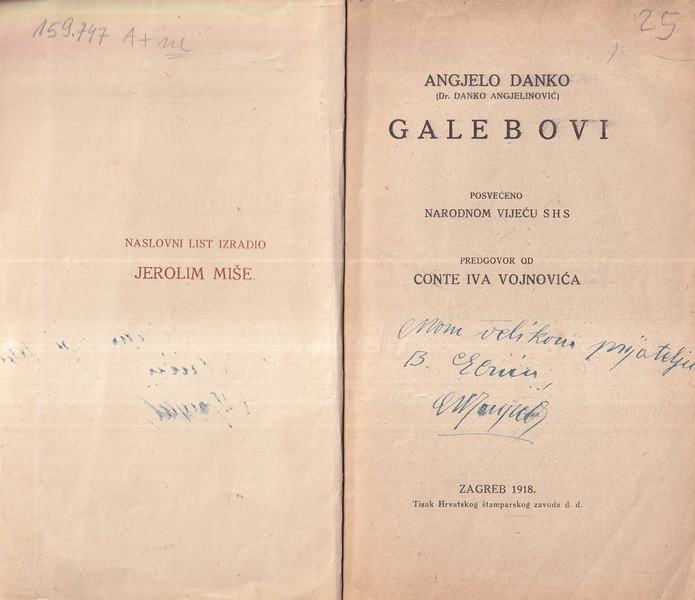 159.747 A+
NASLOVNI LIST IZRADIO
JEROLIM MIŠE.
25
ANGJELO DANKO
(Dr. DANKO ANGJELINOVIĆ)
GALEBOVI
POSVEĆENO
NARODNOM VIJEĆU SHS
PREDGOVOR OD
CONTE IVA VOJNOVIĆA
Mom velikom prijatelju
B.
ZAGREB 1918.
Tisak Hrvatskog štamparskog zavoda d. d.